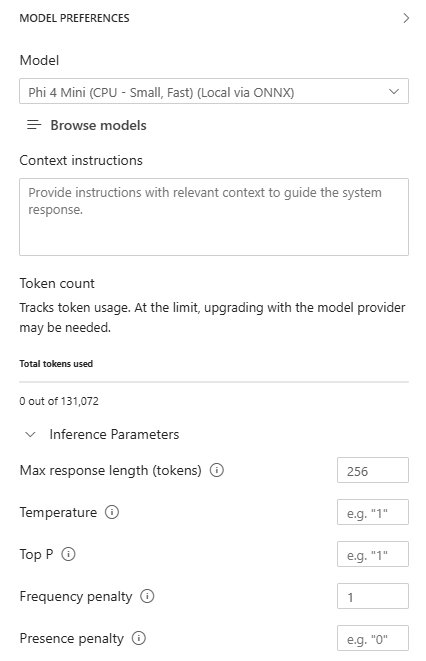 MODEL PREFERENCES
Model
Phi 4 Mini (CPU - Small, Fast) (Local via ONNX)
Browse models
Context instructions
Provide instructions with relevant context to guide the system
response.
Token count
Tracks token usage. At the limit, upgrading with the model provider
may be needed.
Total tokens used
0 out of 131,072
Inference Parameters
Max response length (tokens) 256
Temperature e.g. "1"
Top P e.g. "1"
Frequency penalty 1
Presence penalty e.g. "0"